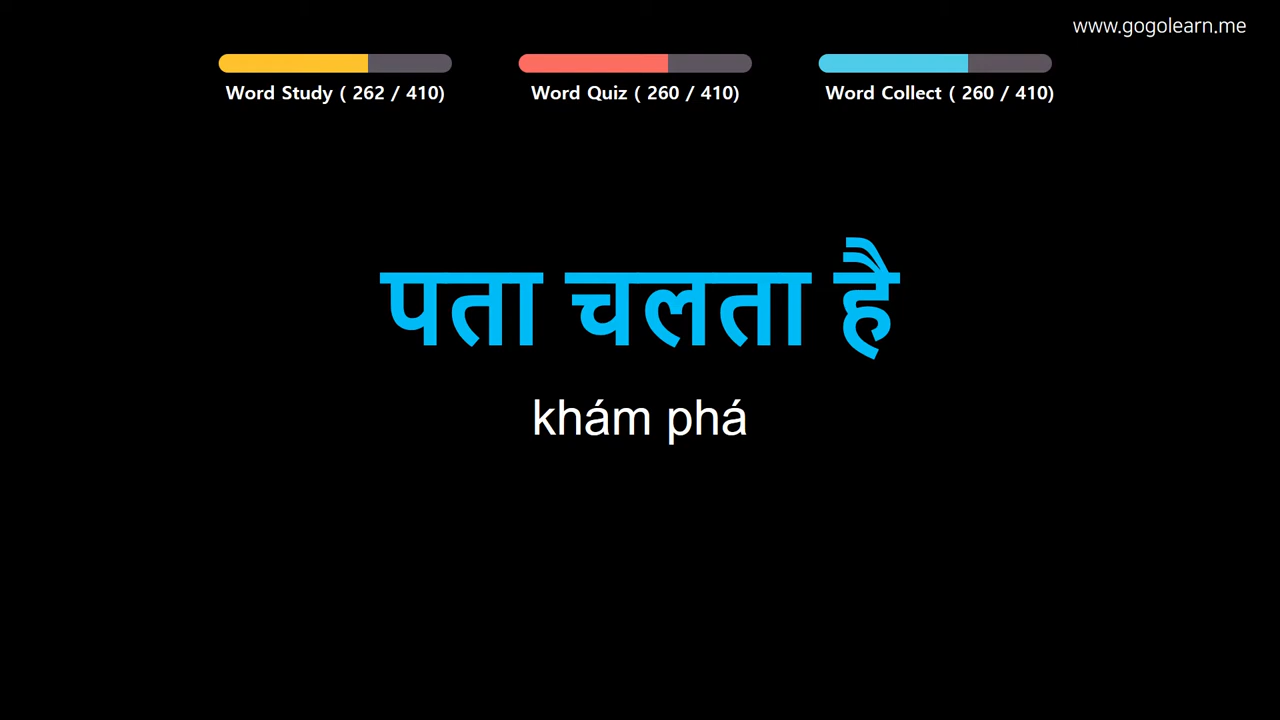 www.gogolearn.me
Word Study ( 262 / 410)
Word Quiz ( 260 / 410)
Word Collect ( 260 / 410)
पता चलता है
khám phá